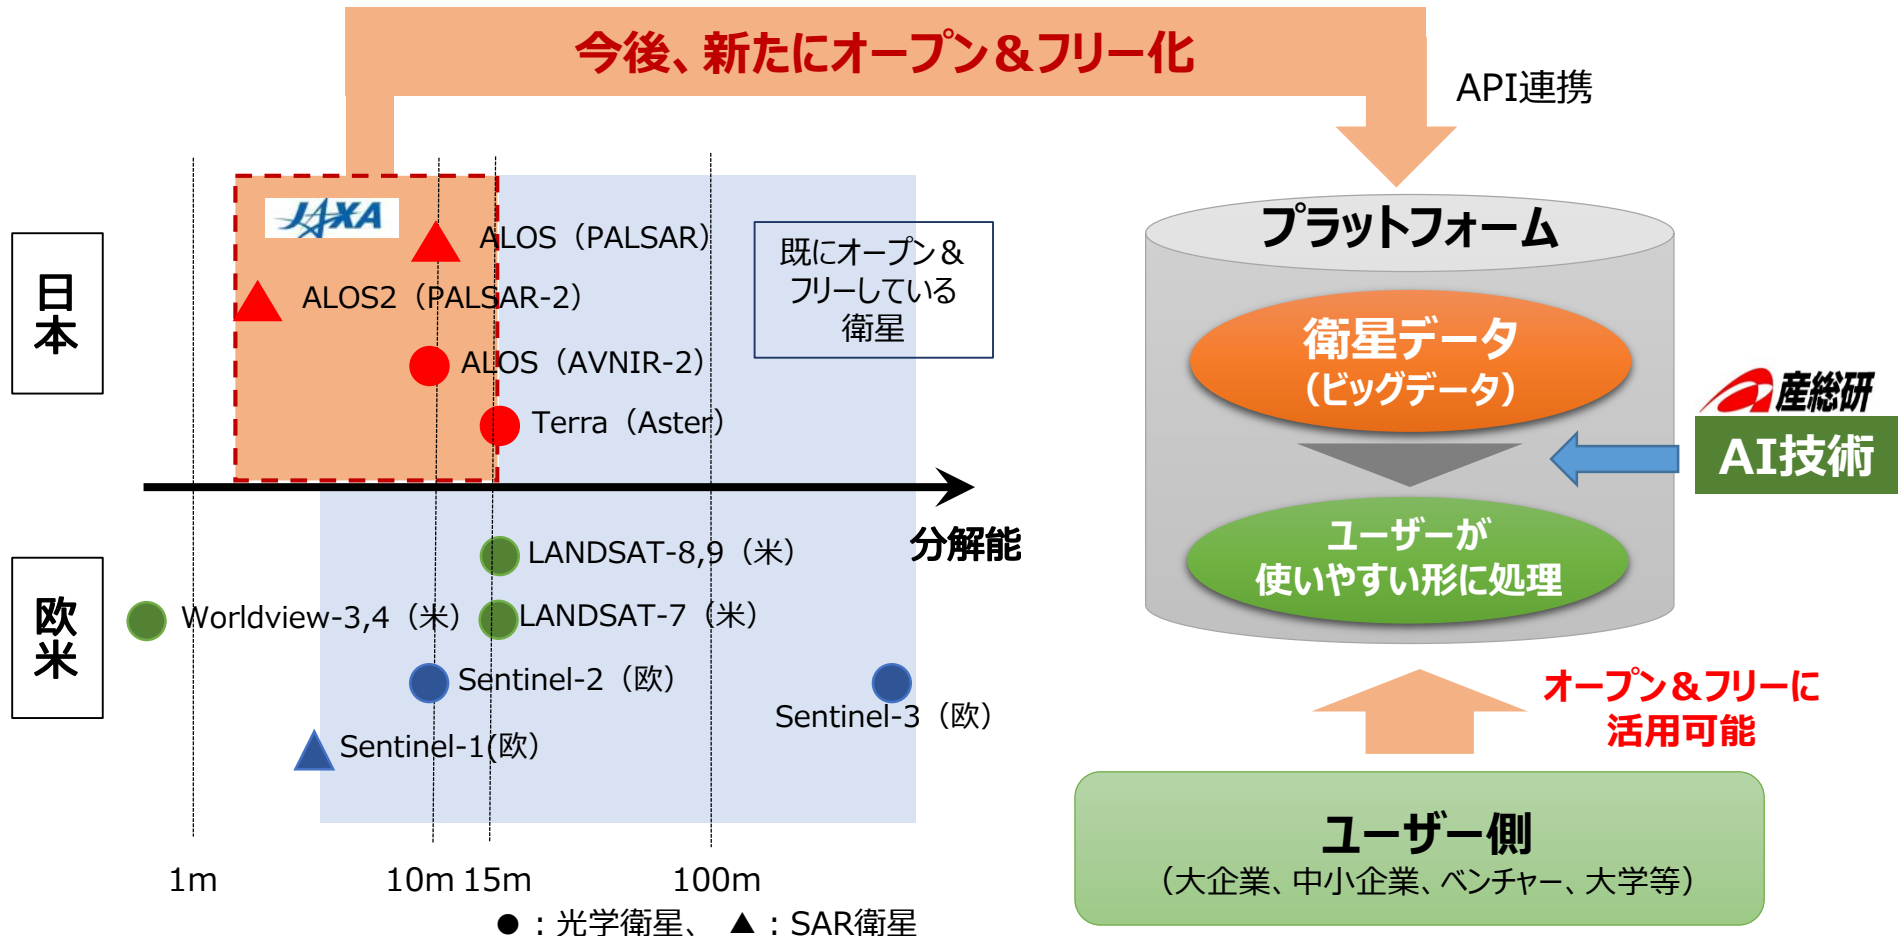 今後、新たにオープン＆フリー化
API連携
JAXA
ALOS（PALSAR）
ALOS2（PALSAR-2）
ALOS（AVNIR-2）
Terra（Aster）
既にオープン＆
フリーしている
衛星
日
本
分解能
欧
米
LANDSAT-8,9（米）
Worldview-3,4（米）
LANDSAT-7（米）
Sentinel-2（欧）
Sentinel-3（欧）
Sentinel-1(欧）
1m
10m
15m
100m
●：光学衛星、 ▲：SAR衛星
プラットフォーム
衛星データ
（ビッグデータ）
産総研
AI技術
ユーザーが
使いやすい形に処理
オープン&フリーに
活用可能
ユーザー側
（大企業、中小企業、ベンチャー、大学等）